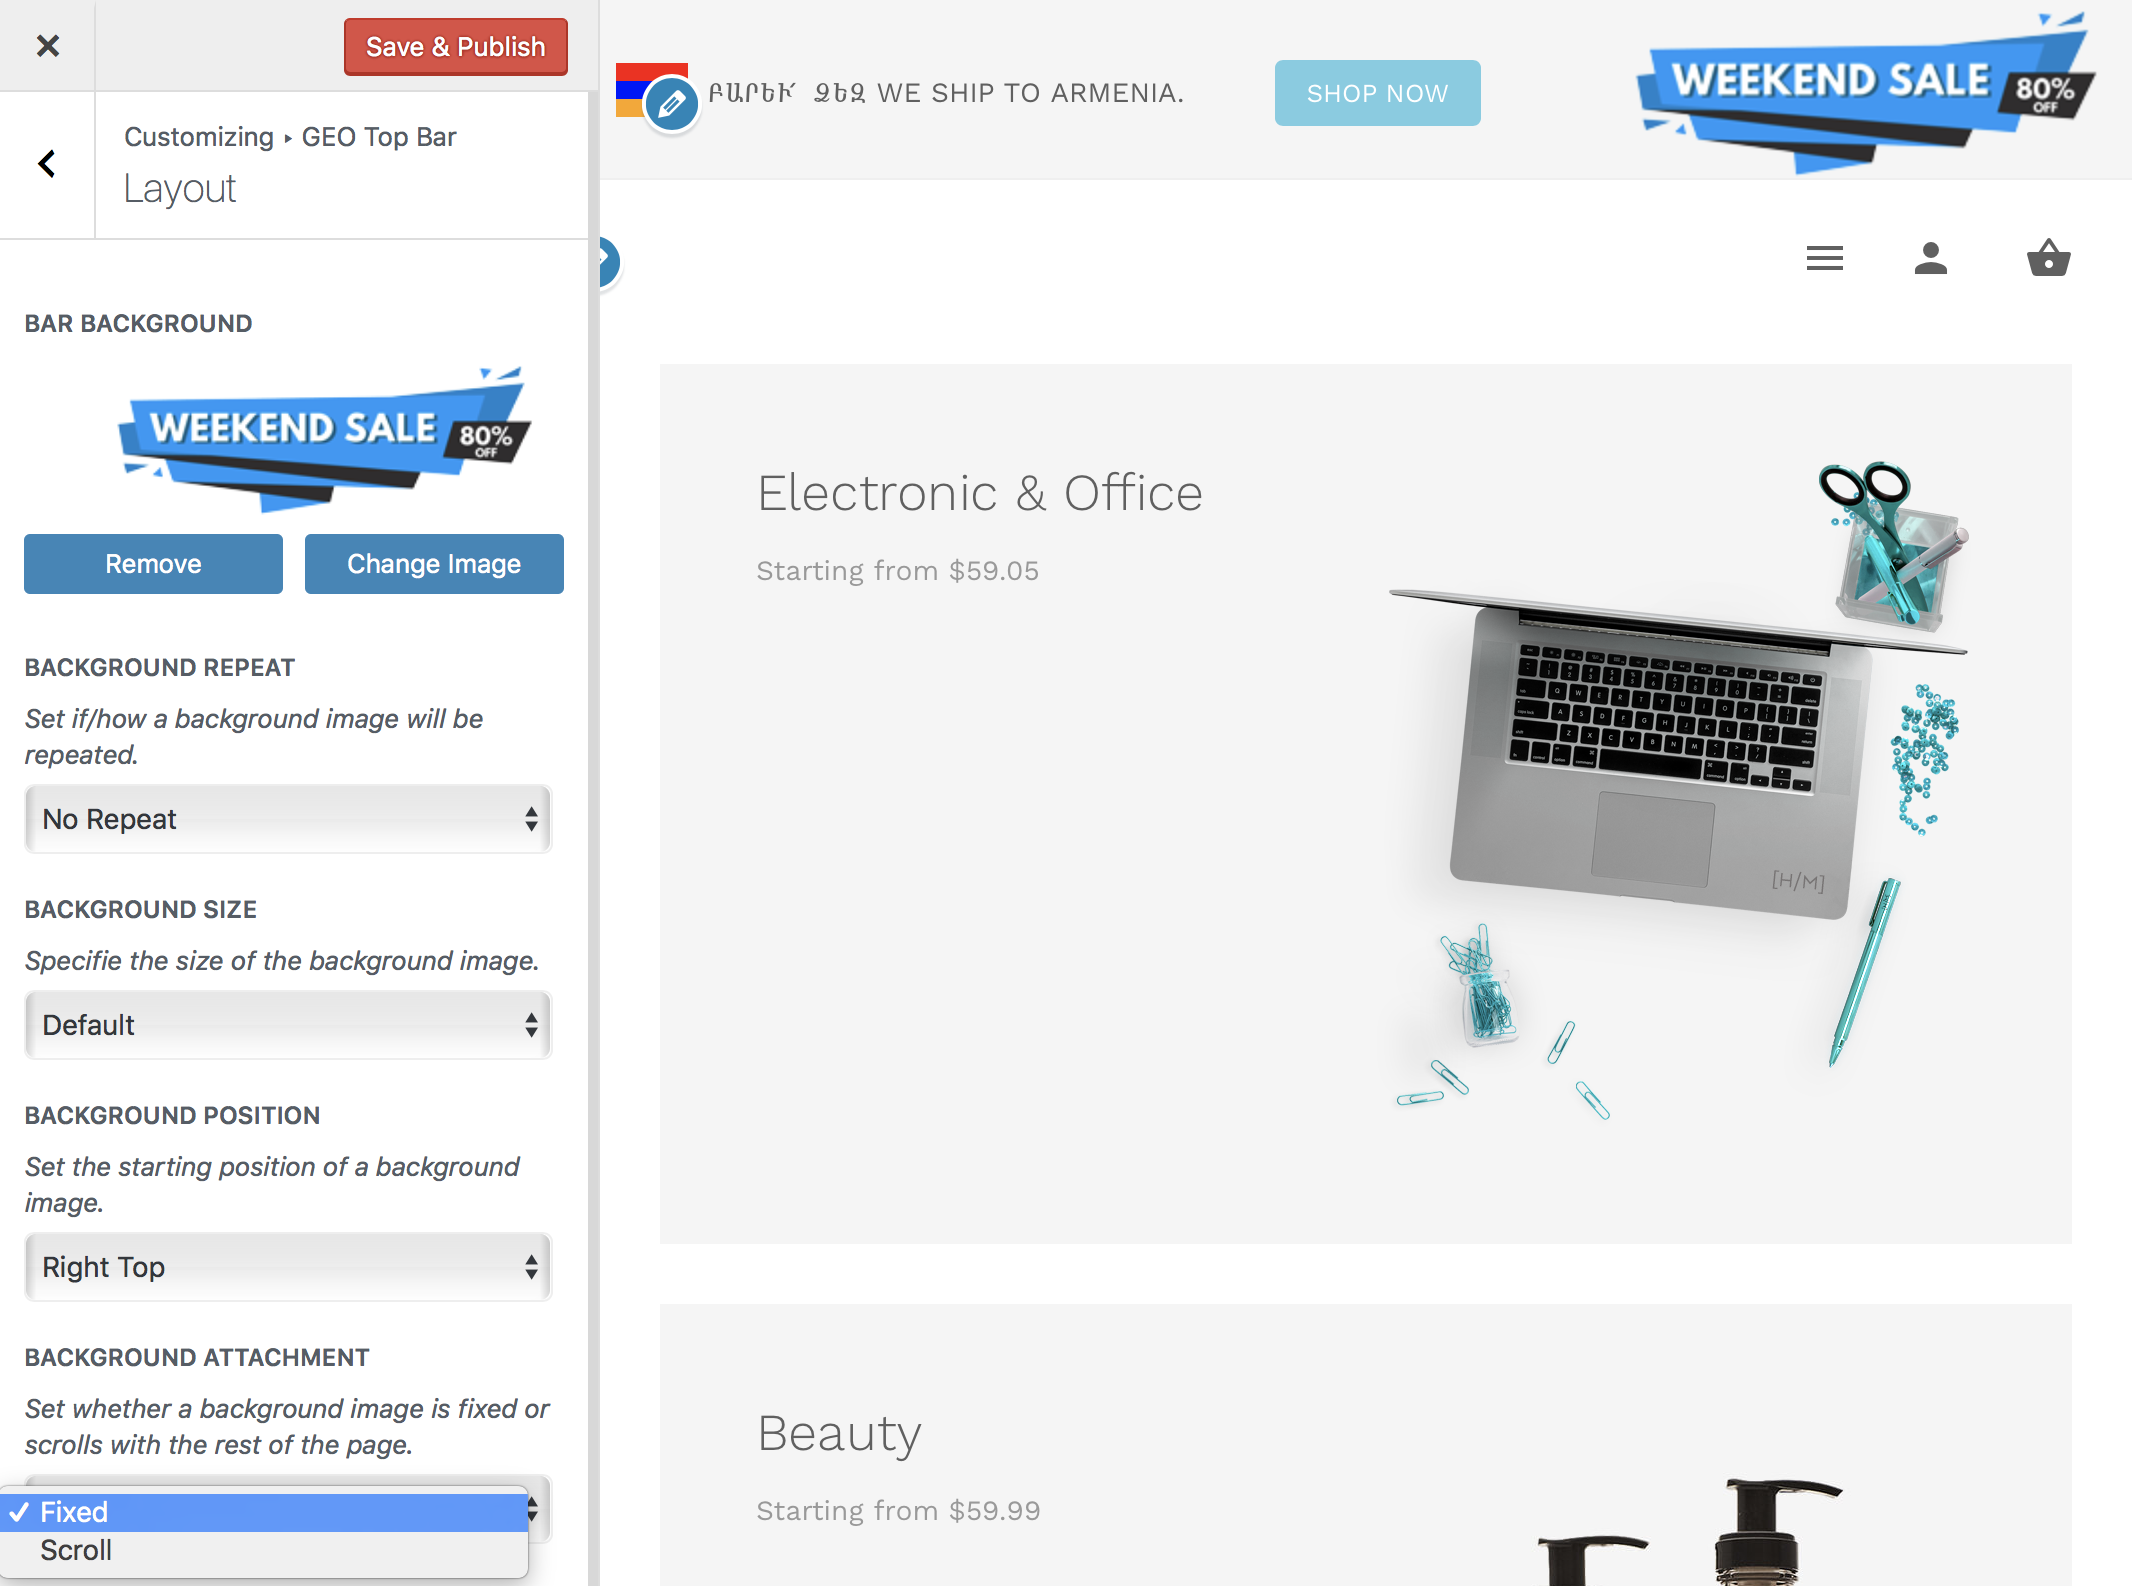 Save & Publish
Customizing ▸ GEO Top Bar
Layout
BAR BACKGROUND
WEEKEND SALE
80%
OFF
Remove
Change Image
BACKGROUND REPEAT
Set if/how a background image will be
repeated.
No Repeat
BACKGROUND SIZE
Specifie the size of the background image.
Default
BACKGROUND POSITION
Set the starting position of a background
image.
Right Top
BACKGROUND ATTACHMENT
Set whether a background image is fixed or
scrolls with the rest of the page.
✓ Fixed
Scroll
ԲԱՐԵՒ ՁԵԶ WE SHIP TO ARMENIA.
SHOP NOW
WEEKEND SALE
80%
OFF
Electronic & Office
Starting from $59.05
[H/M]
Beauty
Starting from $59.99